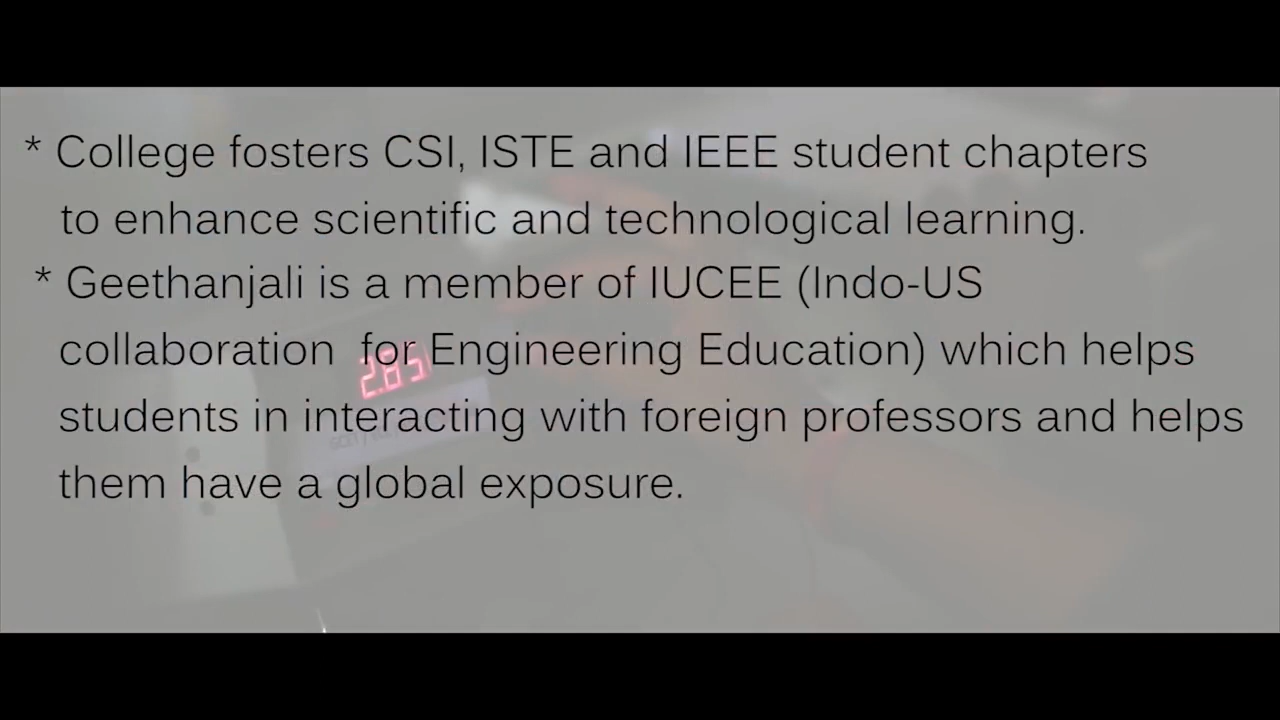 * College fosters CSI, ISTE and IEEE student chapters
to enhance scientific and technological learning.
* Geethanjali is a member of IUCEE (Indo-US
collaboration for Engineering Education) which helps
students in interacting with foreign professors and helps
them have a global exposure.
2.85